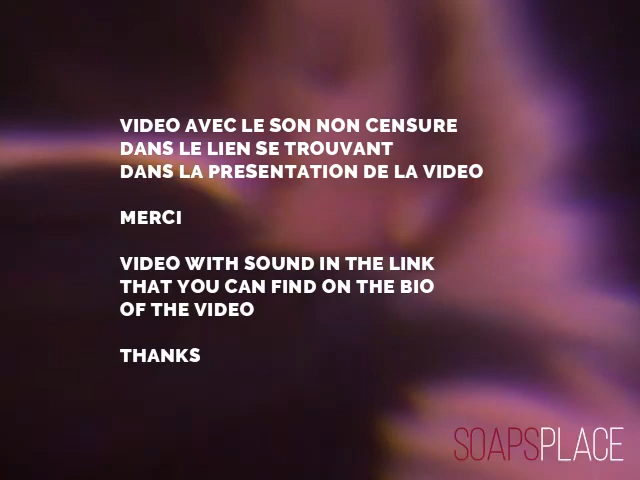 VIDEO AVEC LE SON NON CENSURE
DANS LE LIEN SE TROUVANT
DANS LA PRESENTATION DE LA VIDEO
MERCI
VIDEO WITH SOUND IN THE LINK
THAT YOU CAN FIND ON THE BIO
OF THE VIDEO
THANKS
SOAPSPLACE